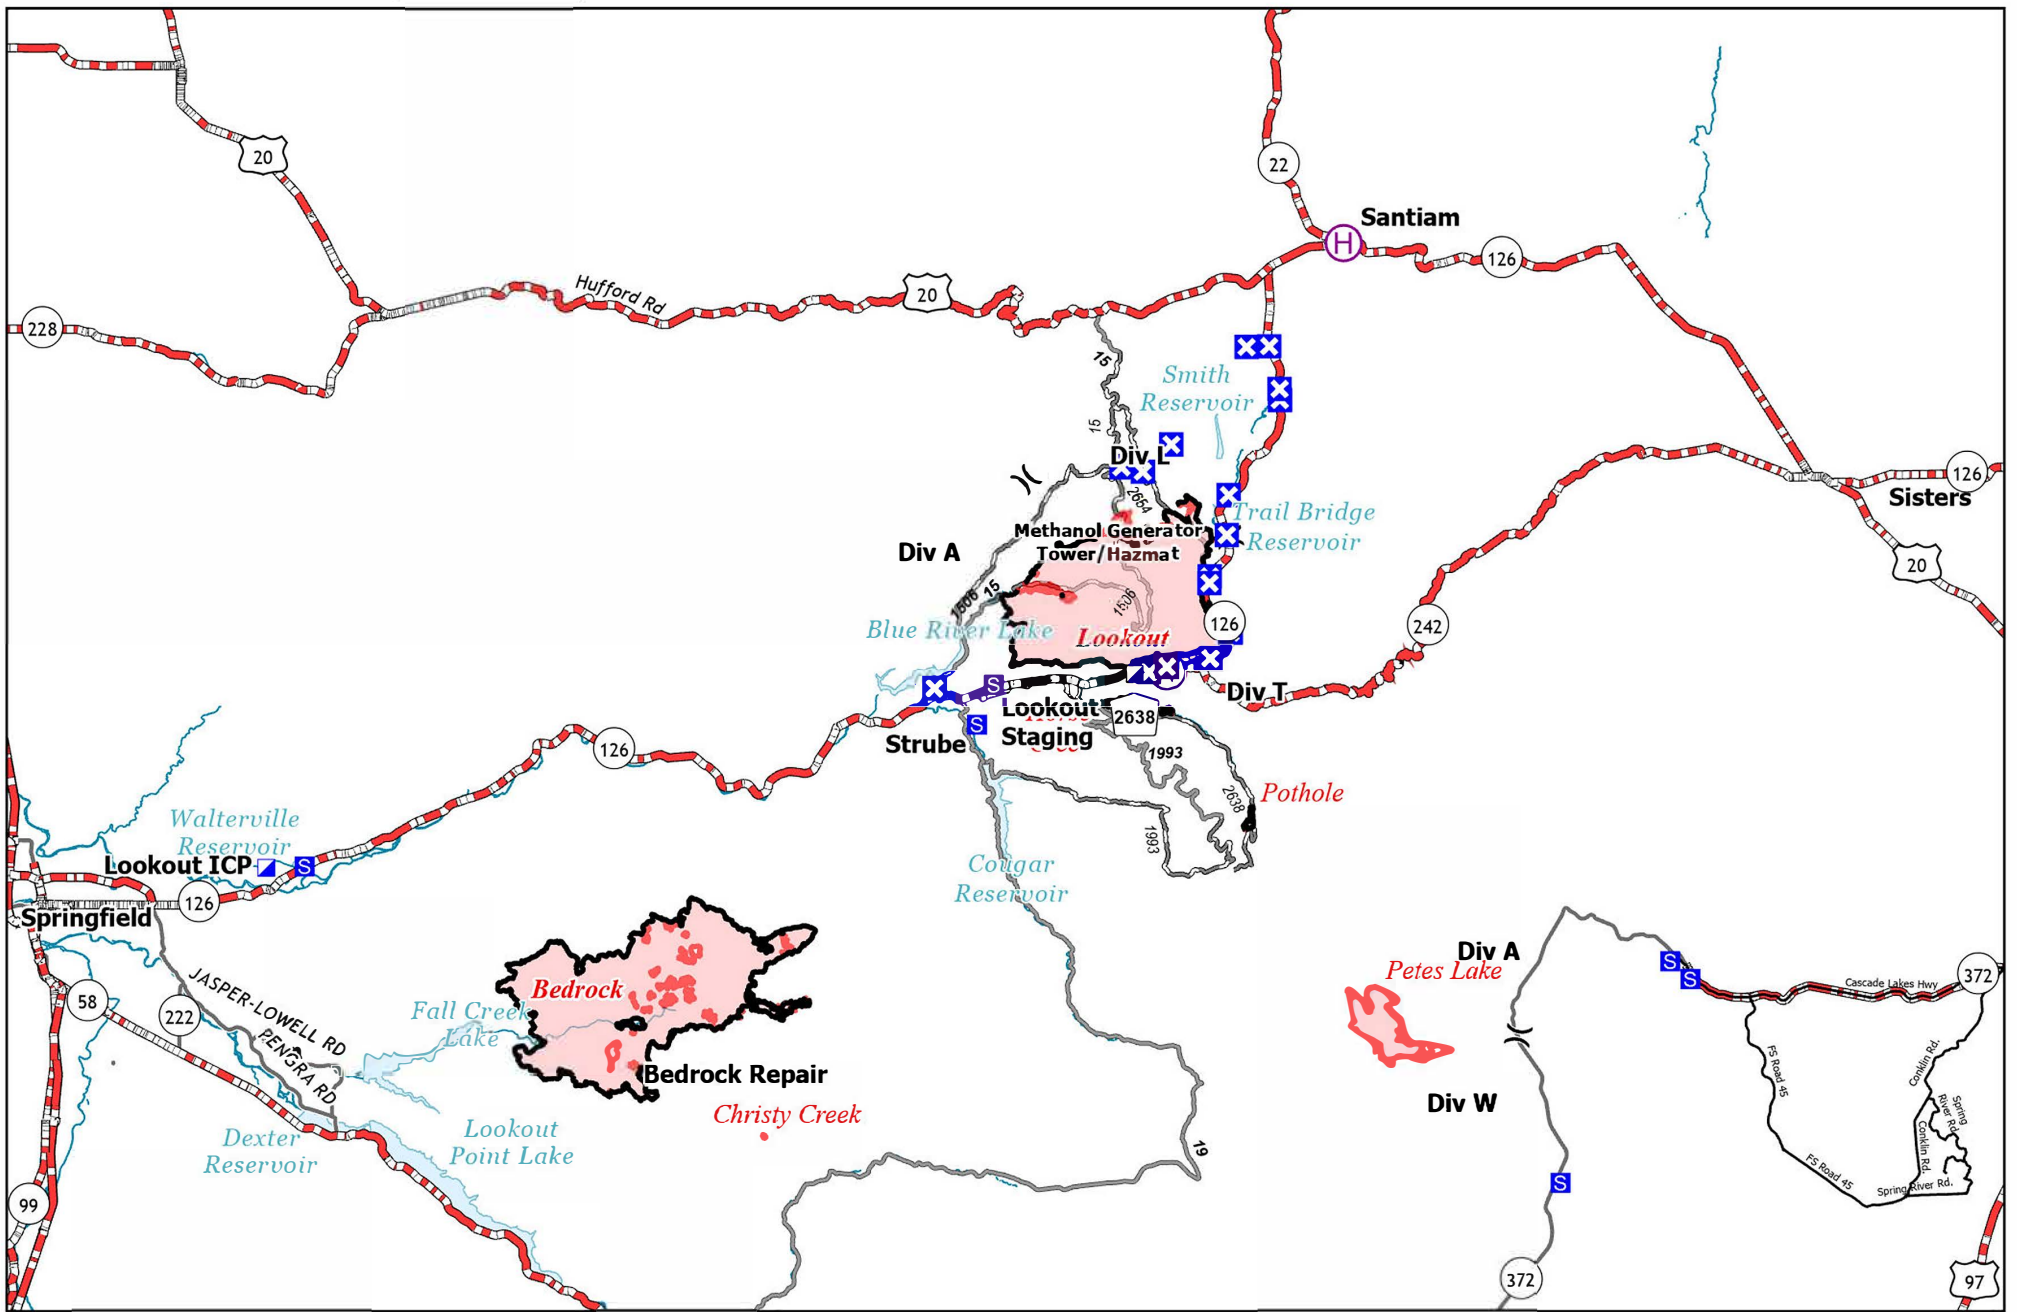 20
22
Santiam
H
126
Hufford Rd
20
228
15
Smith
Reservoir
15
Div L
126
Sisters
2654
Trail Bridge
Reservoir
Methanol Generator
Tower/Hazmat
Div A
20
15
1506
1506
126
242
Blue River Lake
Lookout
S
Div T
Lookout
Staging
2638
S
Strube
126
1993
2638
Pothole
Walterville
Reservoir
1993
Lookout ICP
S
Cougar
Reservoir
126
Springfield
Div A
S
Petes Lake
S
Cascade Lakes Hwy
372
JASPER-LOWELL RD
Bedrock
58
222
Fall Creek
Lake
PENGRA RD
FS Road 45
Conklin Rd.
Bedrock Repair
Christy Creek
Div W
Spring
River Rd.
Lookout
Point Lake
Dexter
Reservoir
19
Conklin Rd.
FS Road 45
Spring River Rd.
S
99
372
97